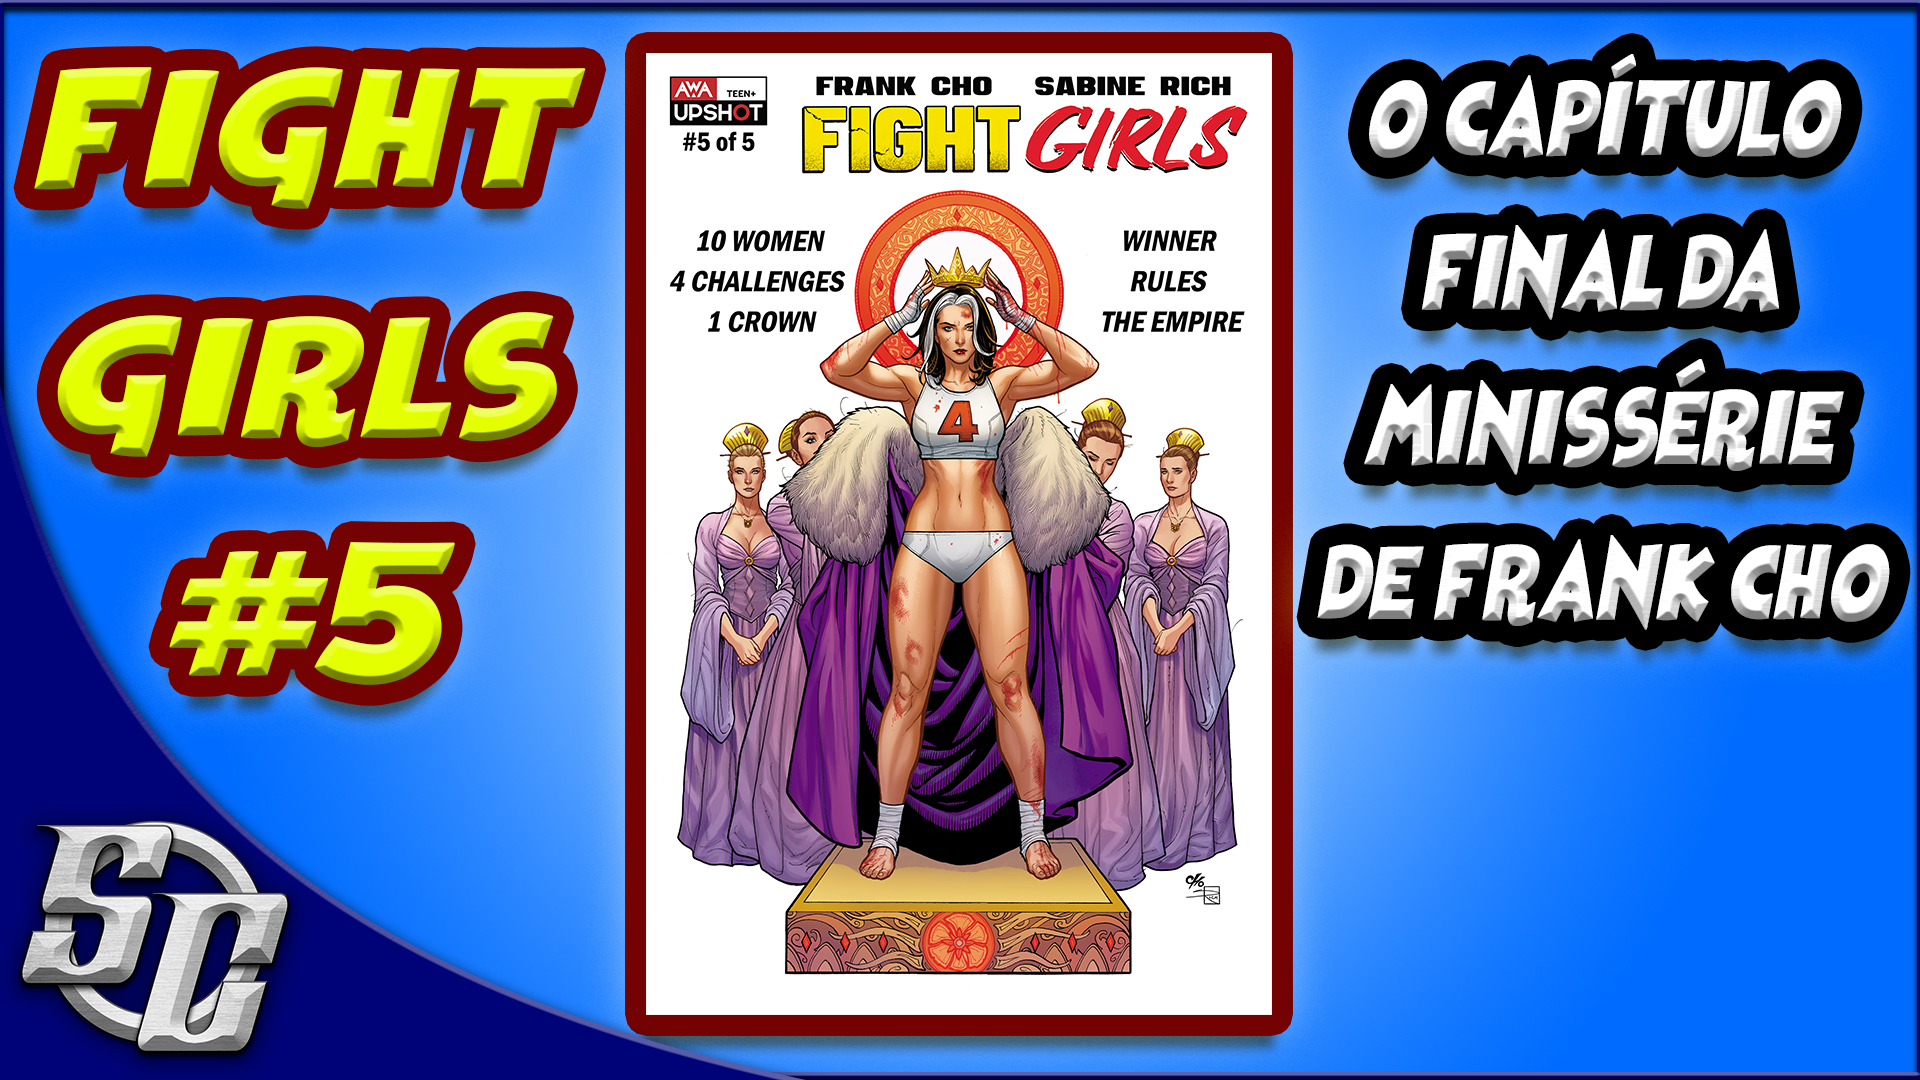 FIGHT
GIRLS
#5
AWA
TEEN+
UPSHOT
#5 of 5
FRANK CHO SABINE RICH
FIGHT GIRLS
10 WOMEN
4 CHALLENGES
1 CROWN
WINNER
RULES
THE EMPIRE
4
CHO
O CAPÍTULO
FINAL DA
MINISSÉRIE
DE FRANK CHO
SC